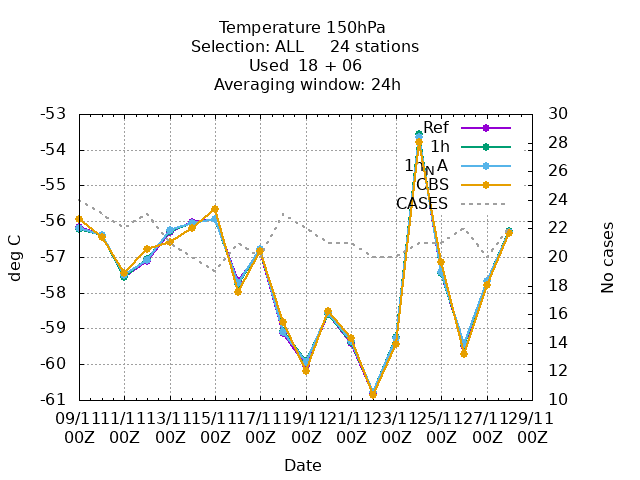 Temperature 150hPa
Selection: ALL 24 stations
Used 18 + 06
Averaging window: 24h
-53 -54 -55 -56 -57 -58 -59 -60 -61
deg C
30 28 26 24 22 20 18 16 14 12 10
No cases
Ref
1h
1h_NA
OBS
CASES
09/11 11/11 13/11 15/11 17/11 19/11 21/11 23/11 25/11 27/11 29/11
00Z 00Z 00Z 00Z 00Z 00Z 00Z 00Z 00Z 00Z 00Z
Date